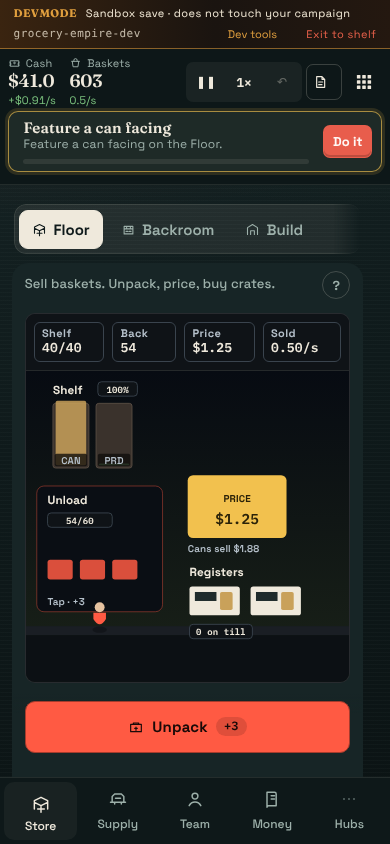 DEVMODE Sandbox save · does not touch your campaign
grocery-empire-dev Dev tools Exit to shelf
Cash Baskets
$41.0 603
+$0.91/s 0.5/s
1×
Feature a can facing
Feature a can facing on the Floor.
Do it
Floor Backroom Build
Sell baskets. Unpack, price, buy crates.
?
Shelf Back Price Sold
40/40 54 $1.25 0.50/s
Shelf 100%
CAN PRD
Unload
54/60
Tap · +3
PRICE
$1.25
Cans sell $1.88
Registers
0 on till
Unpack +3
Store Supply Team Money Hubs